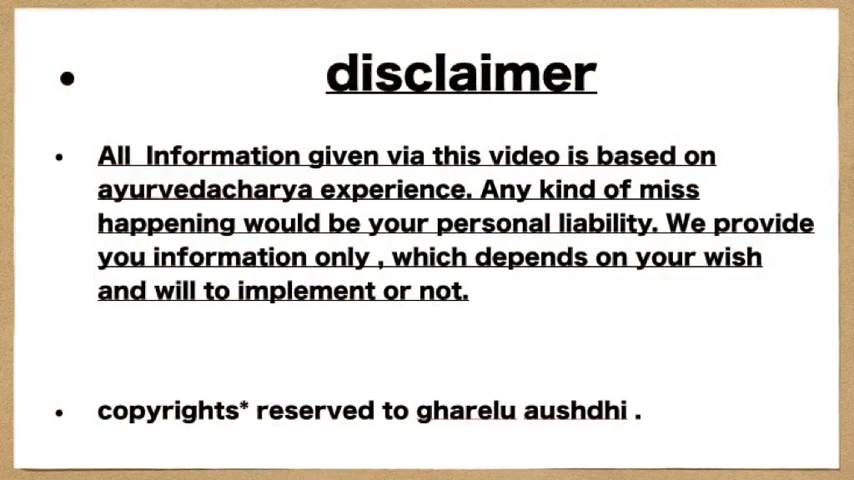 disclaimer
All  Information given via this video is based on
ayurvedacharya experience. Any kind of miss
happening would be your personal liability. We provide
you information only , which depends on your wish
and will to implement or not.
copyrights* reserved to gharelu aushdhi .